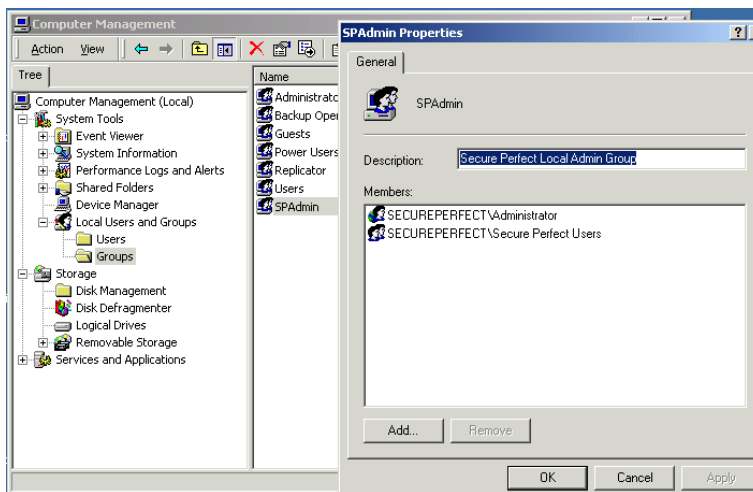 Computer Management
Action View
Tree
Computer Management (Local)
System Tools
Event Viewer
System Information
Performance Logs and Alerts
Shared Folders
Device Manager
Local Users and Groups
Users
Groups
Storage
Disk Management
Disk Defragmenter
Logical Drives
Removable Storage
Services and Applications
Name
Administrato
Backup Oper
Guests
Power Users
Replicator
Users
SPAdmin
SPAdmin Properties
?
General
SPAdmin
Description: Secure Perfect Local Admin Group
Members:
SECUREPERFECT\Administrator
SECUREPERFECT\Secure Perfect Users
Add... Remove
OK Cancel Apply